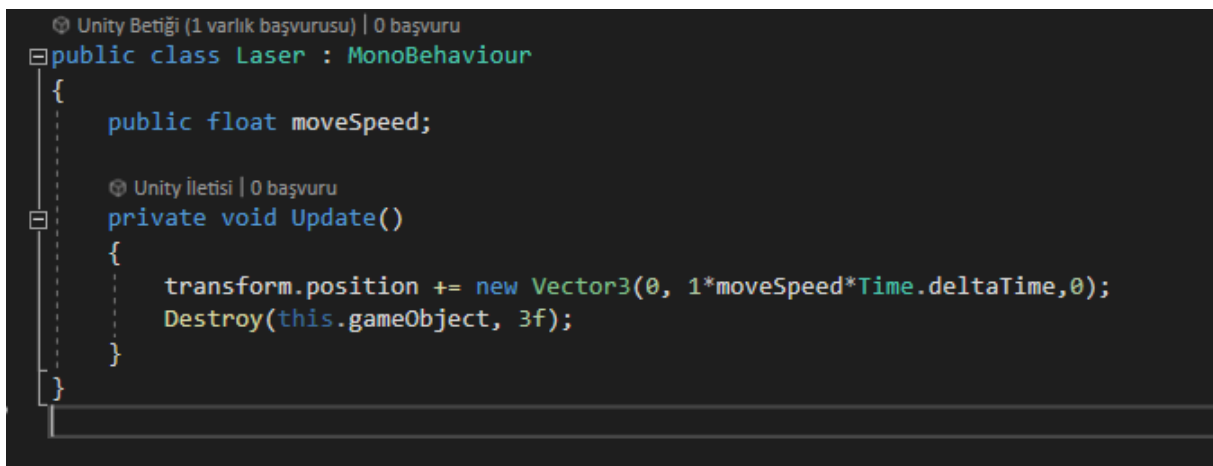 Unity Betiği (1 varlık başvurusu) | 0 başvuru
public class Laser : MonoBehaviour
{
public float moveSpeed;
Unity İletisi | 0 başvuru
private void Update()
{
transform.position += new Vector3(0, 1*moveSpeed*Time.deltaTime,0);
Destroy(this.gameObject, 3f);
}
}